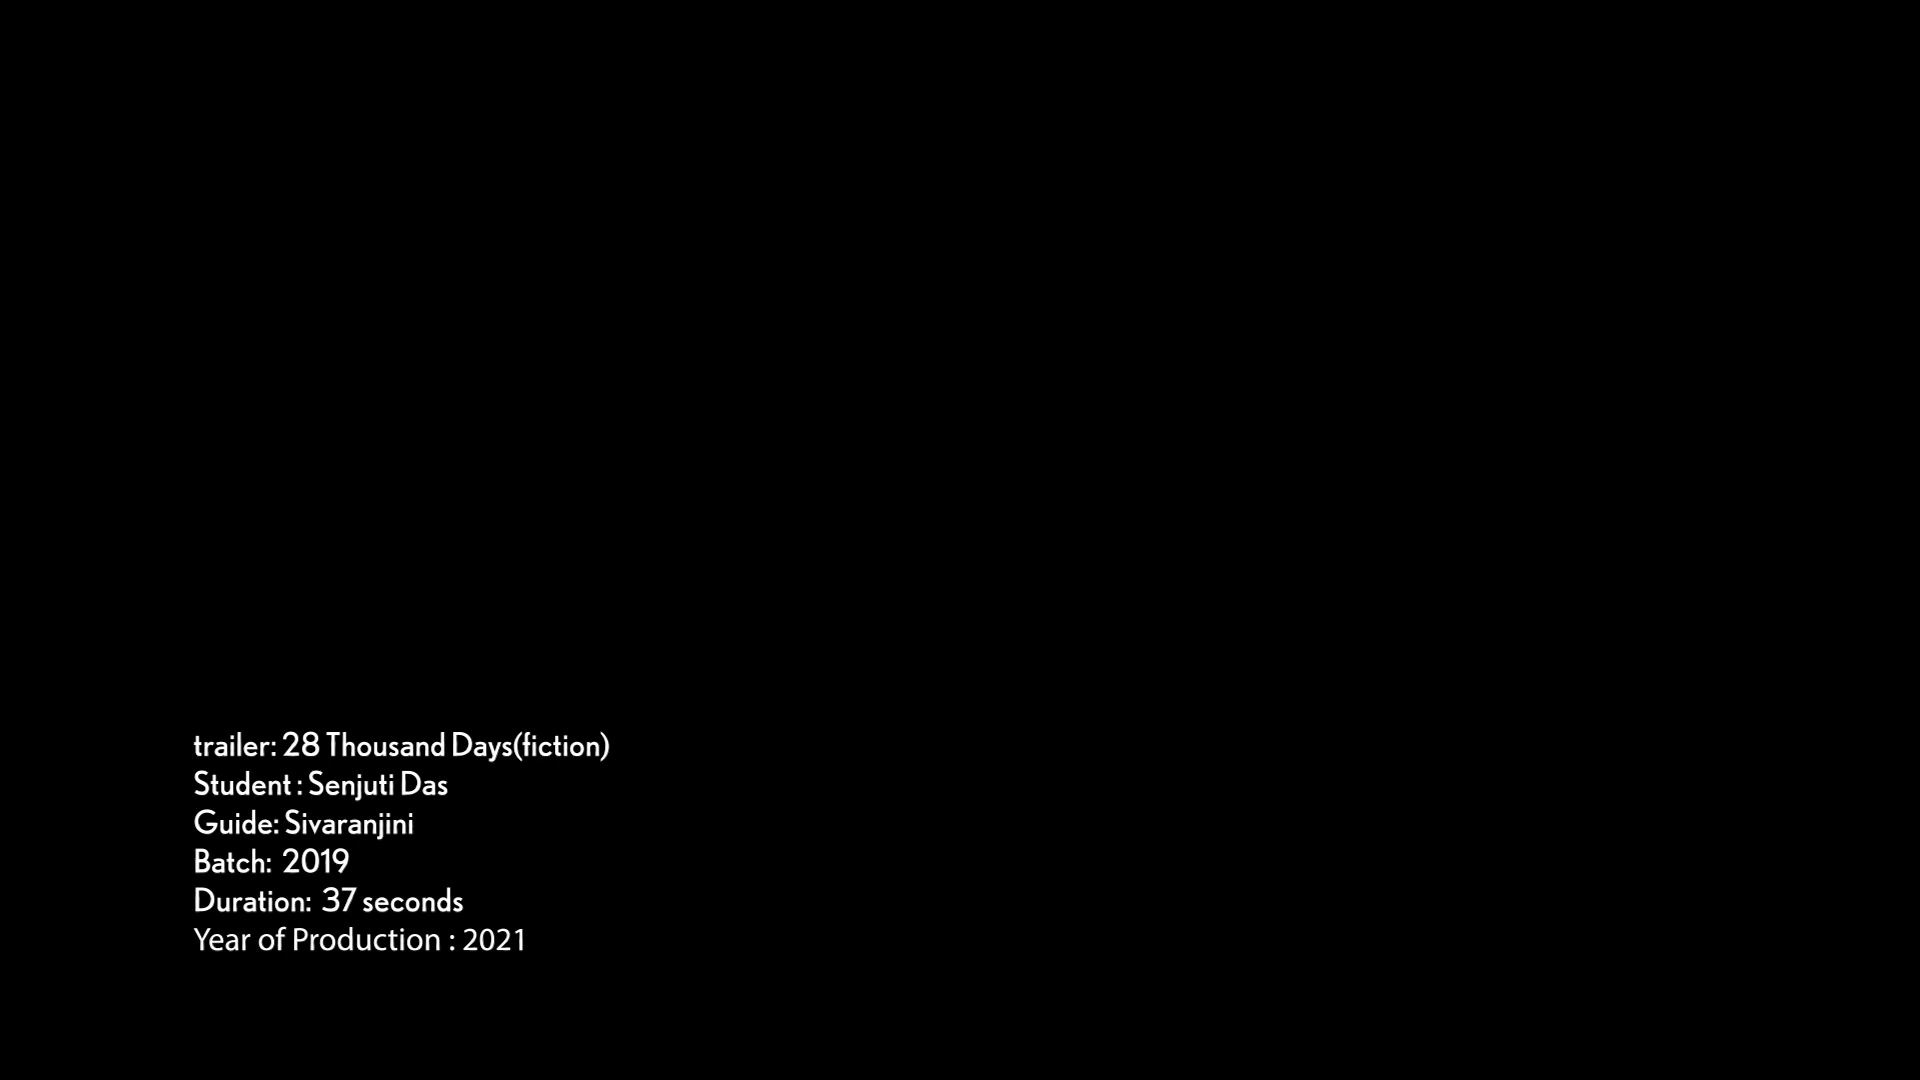 trailer: 28 Thousand Days(fiction)
Student : Senjuti Das
Guide: Sivaranjini
Batch:  2019
Duration:  37 seconds
Year of Production : 2021